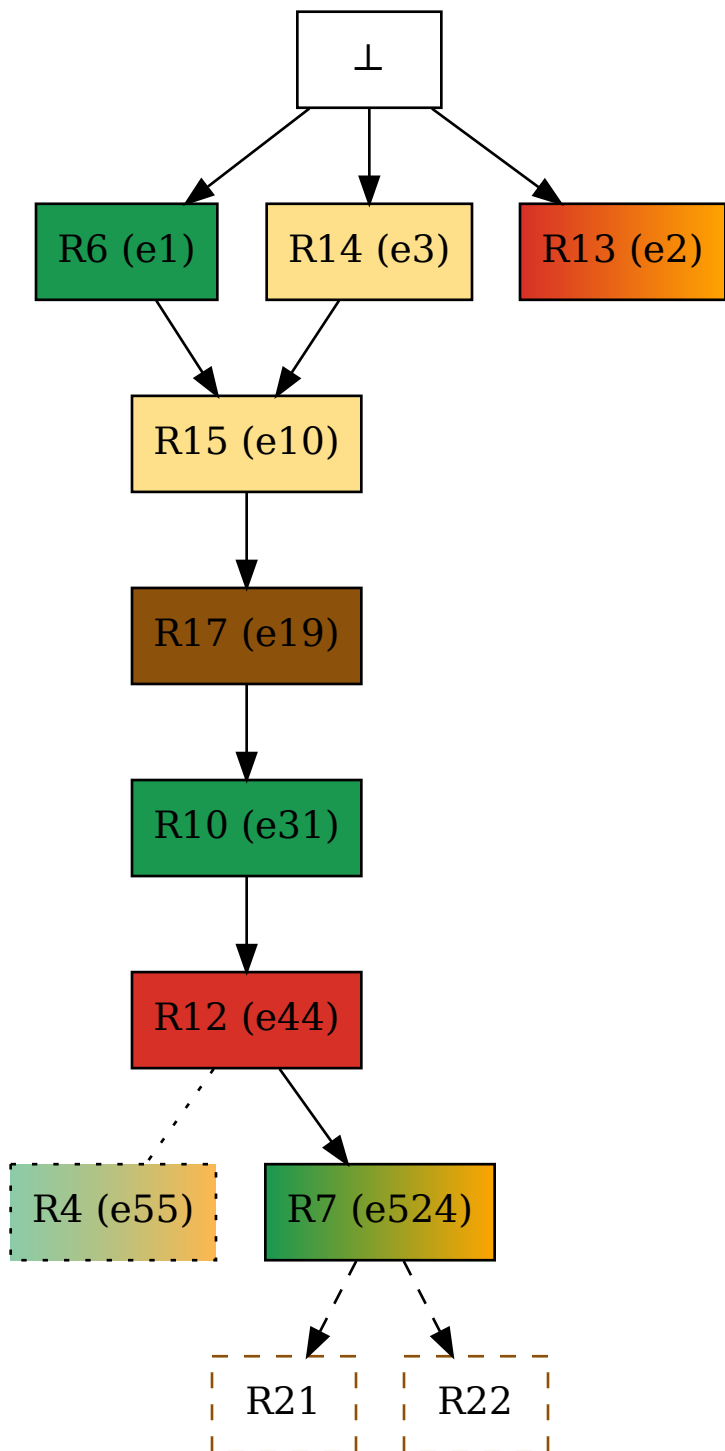 ⊥
R6 (e1)
R14 (e3)
R13 (e2)
R15 (e10)
R17 (e19)
R10 (e31)
R12 (e44)
R4 (e55)
R7 (e524)
R21
R22